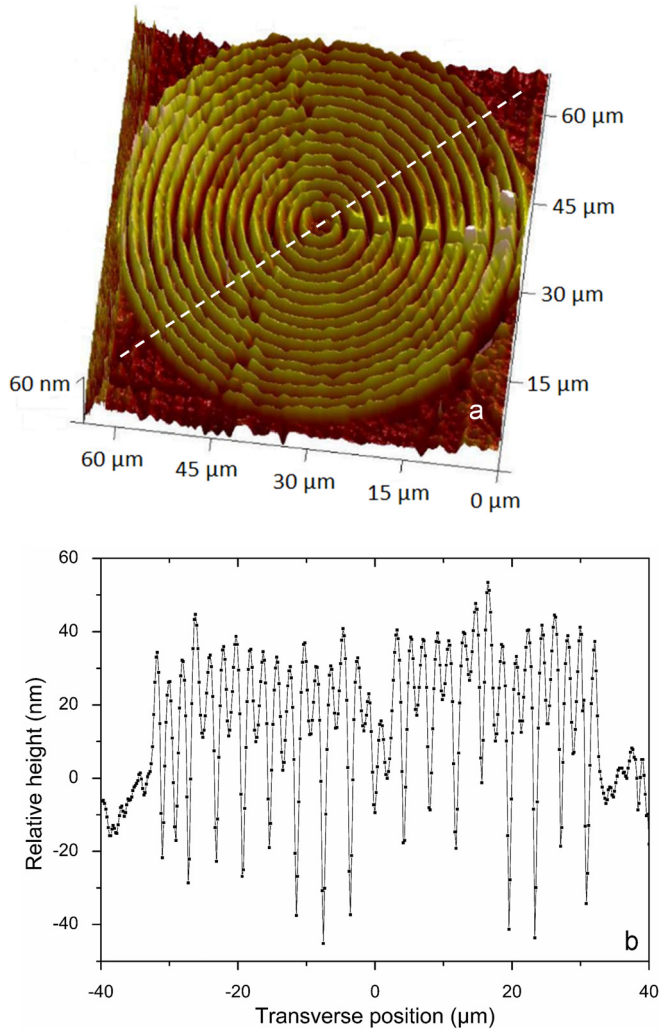 60 µm
45 µm
30 µm
15 µm
a
60 nm
60 µm
45 µm
30 µm
15 µm
0 µm
60
40
20
0
-20
-40
Relative height (nm)
b
-40
-20
0
20
40
Transverse position (µm)